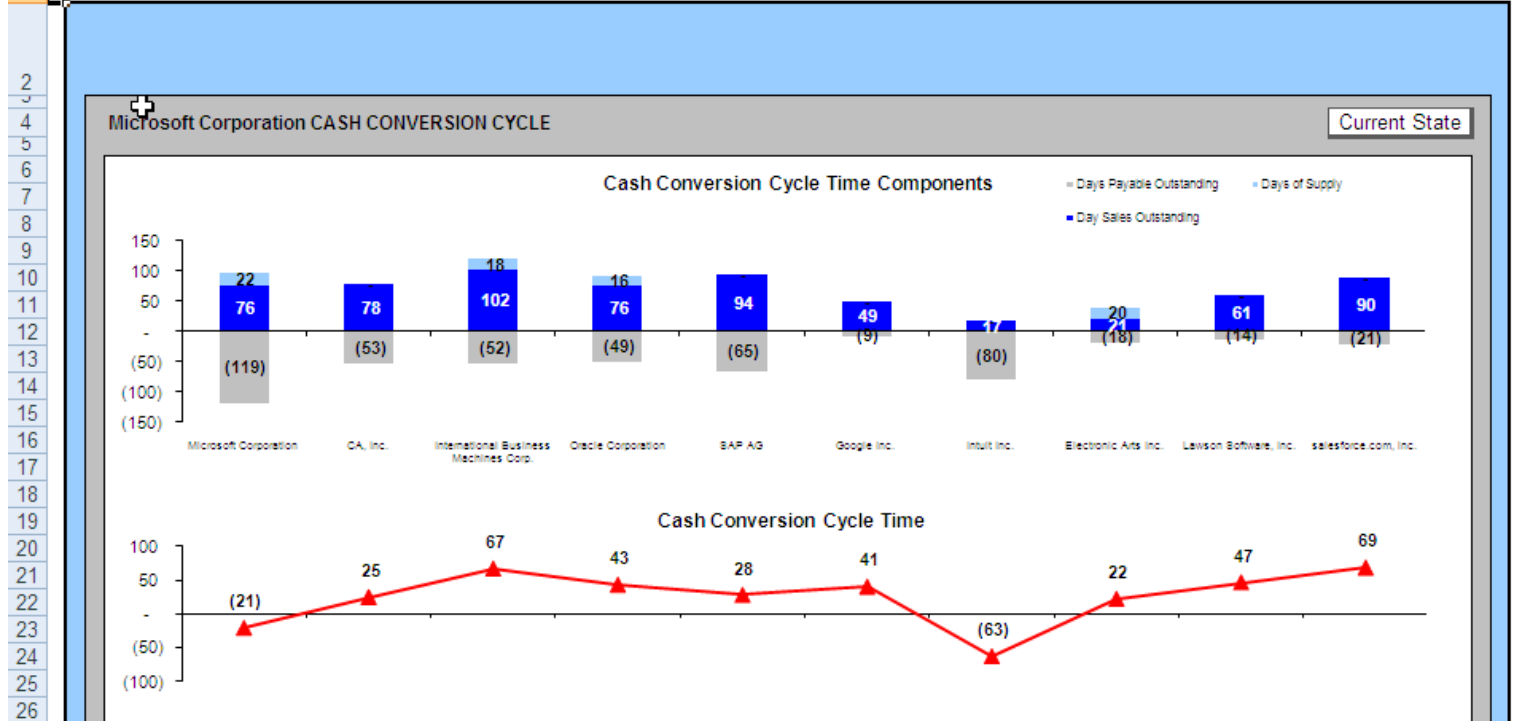 2
3
4
5
6
7
8
9
10
11
12
13
14
15
16
17
18
19
20
21
22
23
24
25
26
Microsoft Corporation CASH CONVERSION CYCLE
Current State
Cash Conversion Cycle Time Components
Days Payable Outstanding
Days of Supply
Day Sales Outstanding
150
100
50
-
(50)
(100)
(150)
22 18 16 20
76 78 102 76 94 49 17 21 61 90
(119) (53) (52) (49) (65) (9) (80) (18) (14) (21)
Microsoft Corporation CA, Inc. International Business Oracle Corporation SAP AG Google Inc. Intuit Inc. Electronic Arts Inc. Lawson Software, Inc. salesforce.com, Inc.
Machines Corp.
Cash Conversion Cycle Time
100
50
-
(50)
(100)
(21) 25 67 43 28 41 (63) 22 47 69